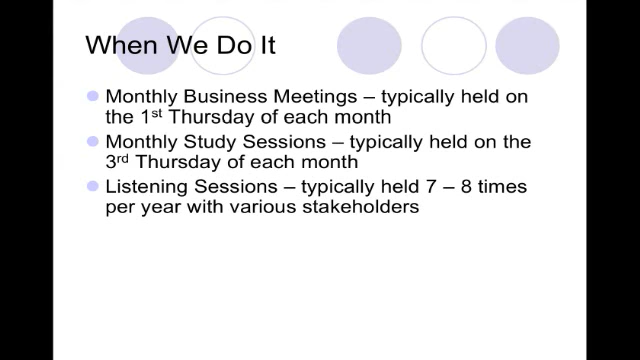 When We Do It
Monthly Business Meetings – typically held on
the 1st Thursday of each month
Monthly Study Sessions – typically held on the
3rd Thursday of each month
Listening Sessions – typically held 7 – 8 times
per year with various stakeholders